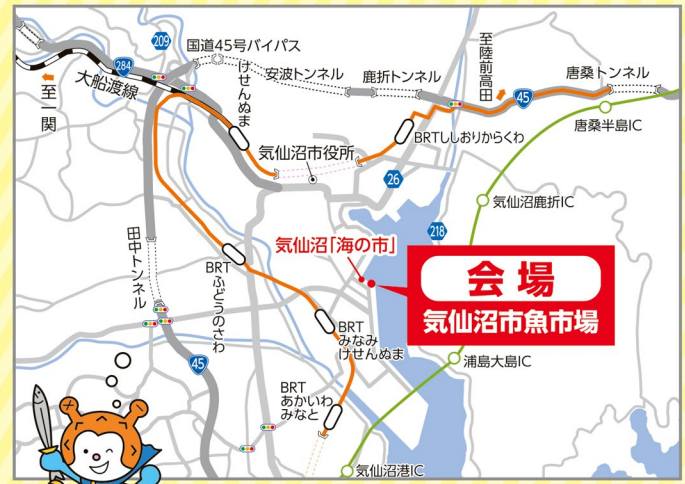 209
国道45号バイパス
284
大船渡線
至一関
けせんぬま
安波トンネル
鹿折トンネル
至陸前高田
45
唐桑トンネル
唐桑半島IC
BRTししおりからくわ
気仙沼市役所
26
気仙沼鹿折IC
218
気仙沼「海の市」
会場
気仙沼市魚市場
田中トンネル
BRT
ふどうのさわ
BRT
みなみ
けせんぬま
45
浦島大島IC
BRT
あかいわ
みなと
気仙沼港IC